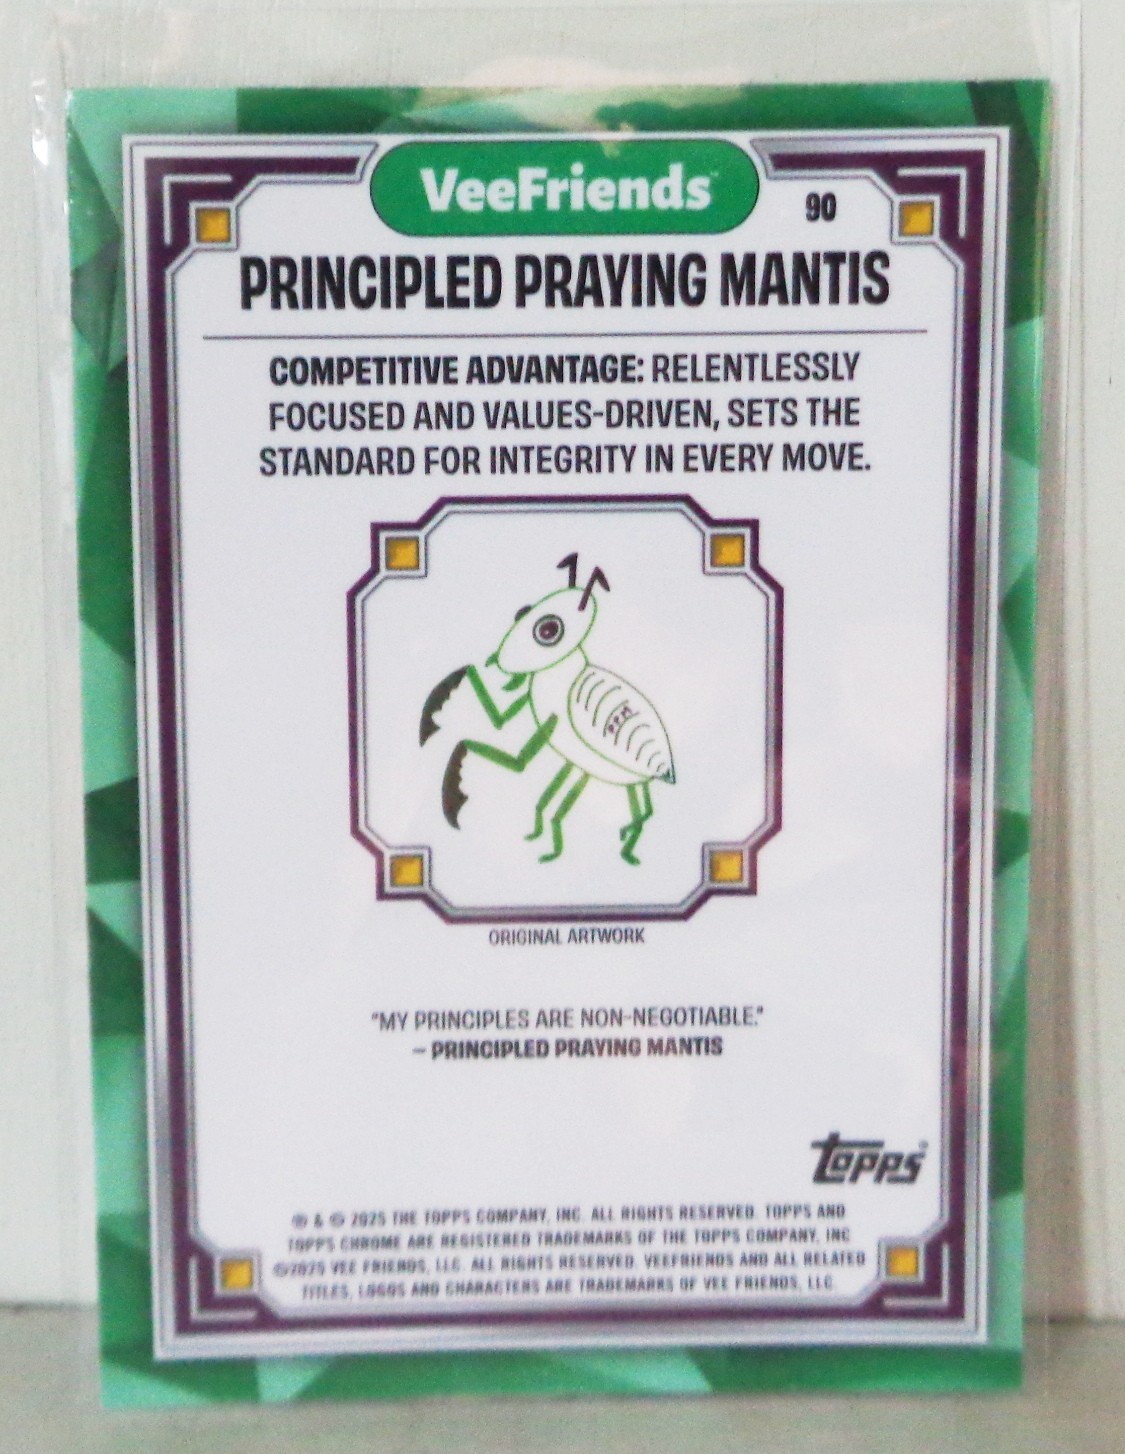 VeeFriends™
90
PRINCIPLED PRAYING MANTIS
COMPETITIVE ADVANTAGE: RELENTLESSLY
FOCUSED AND VALUES-DRIVEN, SETS THE
STANDARD FOR INTEGRITY IN EVERY MOVE.
PPM
ORIGINAL ARTWORK
"MY PRINCIPLES ARE NON-NEGOTIABLE."
– PRINCIPLED PRAYING MANTIS
topps®
® & © 2025 THE TOPPS COMPANY, INC. ALL RIGHTS RESERVED. TOPPS AND
TOPPS CHROME ARE REGISTERED TRADEMARKS OF THE TOPPS COMPANY, INC
©2025 VEE FRIENDS, LLC. ALL RIGHTS RESERVED. VEEFRIENDS AND ALL RELATED
TITLES, LOGOS AND CHARACTERS ARE TRADEMARKS OF VEE FRIENDS, LLC.